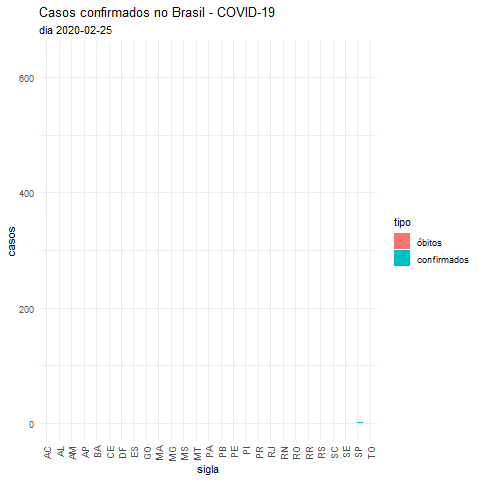 Casos confirmados no Brasil - COVID-19
dia 2020-02-25
casos
600
400
200
0
AC AL AM AP BA CE DF ES GO MA MG MS MT PA PB PE PI PR RJ RN RO RR RS SC SE SP TO
sigla
tipo
óbitos
confirmados